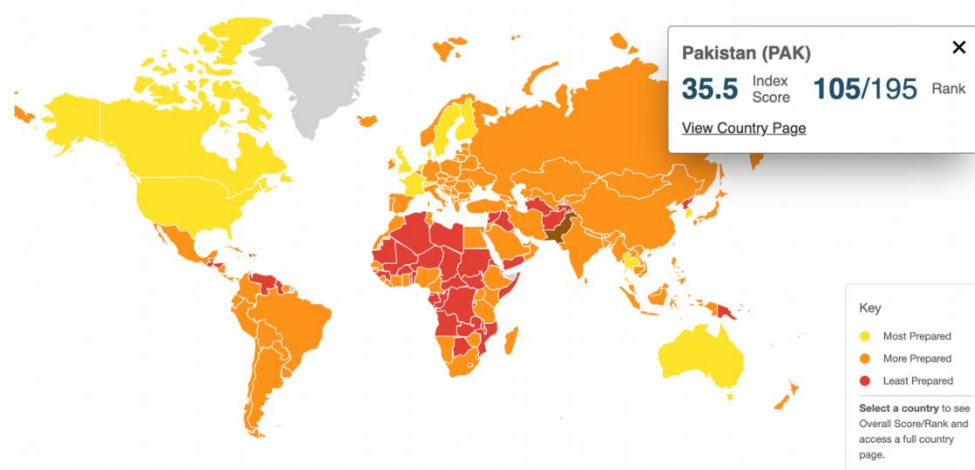 Pakistan (PAK)
35.5 Index Score 105/195 Rank
View Country Page
Key
Most Prepared
More Prepared
Least Prepared
Select a country to see
Overall Score/Rank and
access a full country
page.